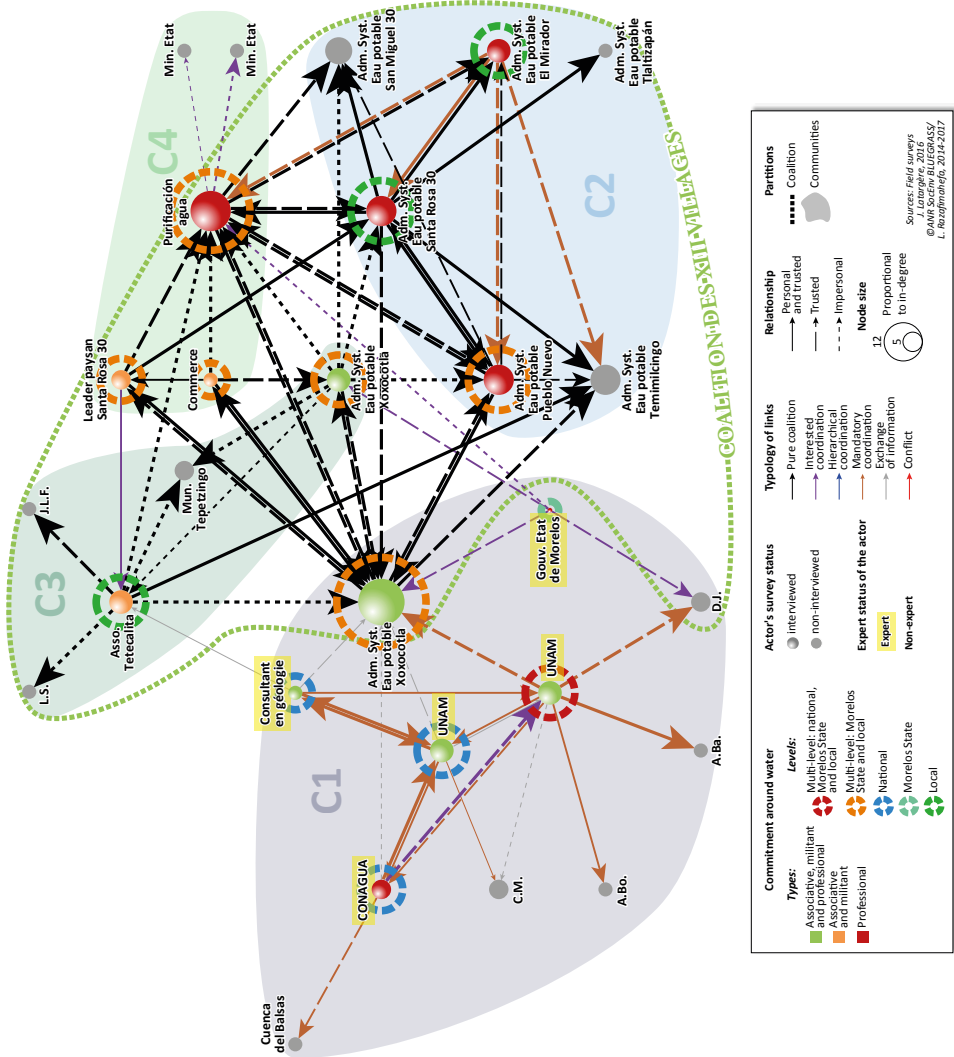 Min. Etat
Min. Etat
C4
Purificación
agua
Adm. Syst.
Eau potable
San Miguel 30
Adm. Syst.
Eau potable
El Mirador
Adm. Syst.
Eau potable
Tlaltizapán
Adm. Syst.
Eau potable
Santa Rosa 30
C2
Leader paysan
Santa Rosa 30
Commerce
Adm. Syst.
Eau potable
Xoxocotla
Adm. Syst.
Eau potable
Pueblo Nuevo
Adm. Syst.
Eau potable
Temimilcingo
COALITION DES XIII VILLAGES
J.L.F.
Mun.
Tepetzingo
C3
Asso.
Tetecalita
L.S.
Gouv. Etat
de Morelos
Adm. Syst.
Eau potable
Xoxocotla
D.J.
Consultant
en géologie
UNAM
UNAM
C1
A.Ba.
CONAGUA
C.M.
A.Bo.
Cuenca
del Balsas
Commitment around water
Types:
Associative, militant
and professional
Associative
and militant
Professional
Levels:
Multi-level: national,
Morelos State
and local
Multi-level: Morelos
State and local
National
Morelos State
Local
Actor's survey status
interviewed
non-interviewed
Expert status of the actor
Expert
Non-expert
Typology of links
Pure coalition
Interested
coordination
Hierarchical
coordination
Mandatory
coordination
Exchange
of information
Conflict
Relationship
Personal
and trusted
Trusted
Impersonal
Node size
12
5
Proportional
to in-degree
Partitions
Coalition
Communities
Sources: Field surveys
J. Latargère, 2016
©ANR SocEnv BLUEGRASS/
L. Razafimahefa, 2014-2017